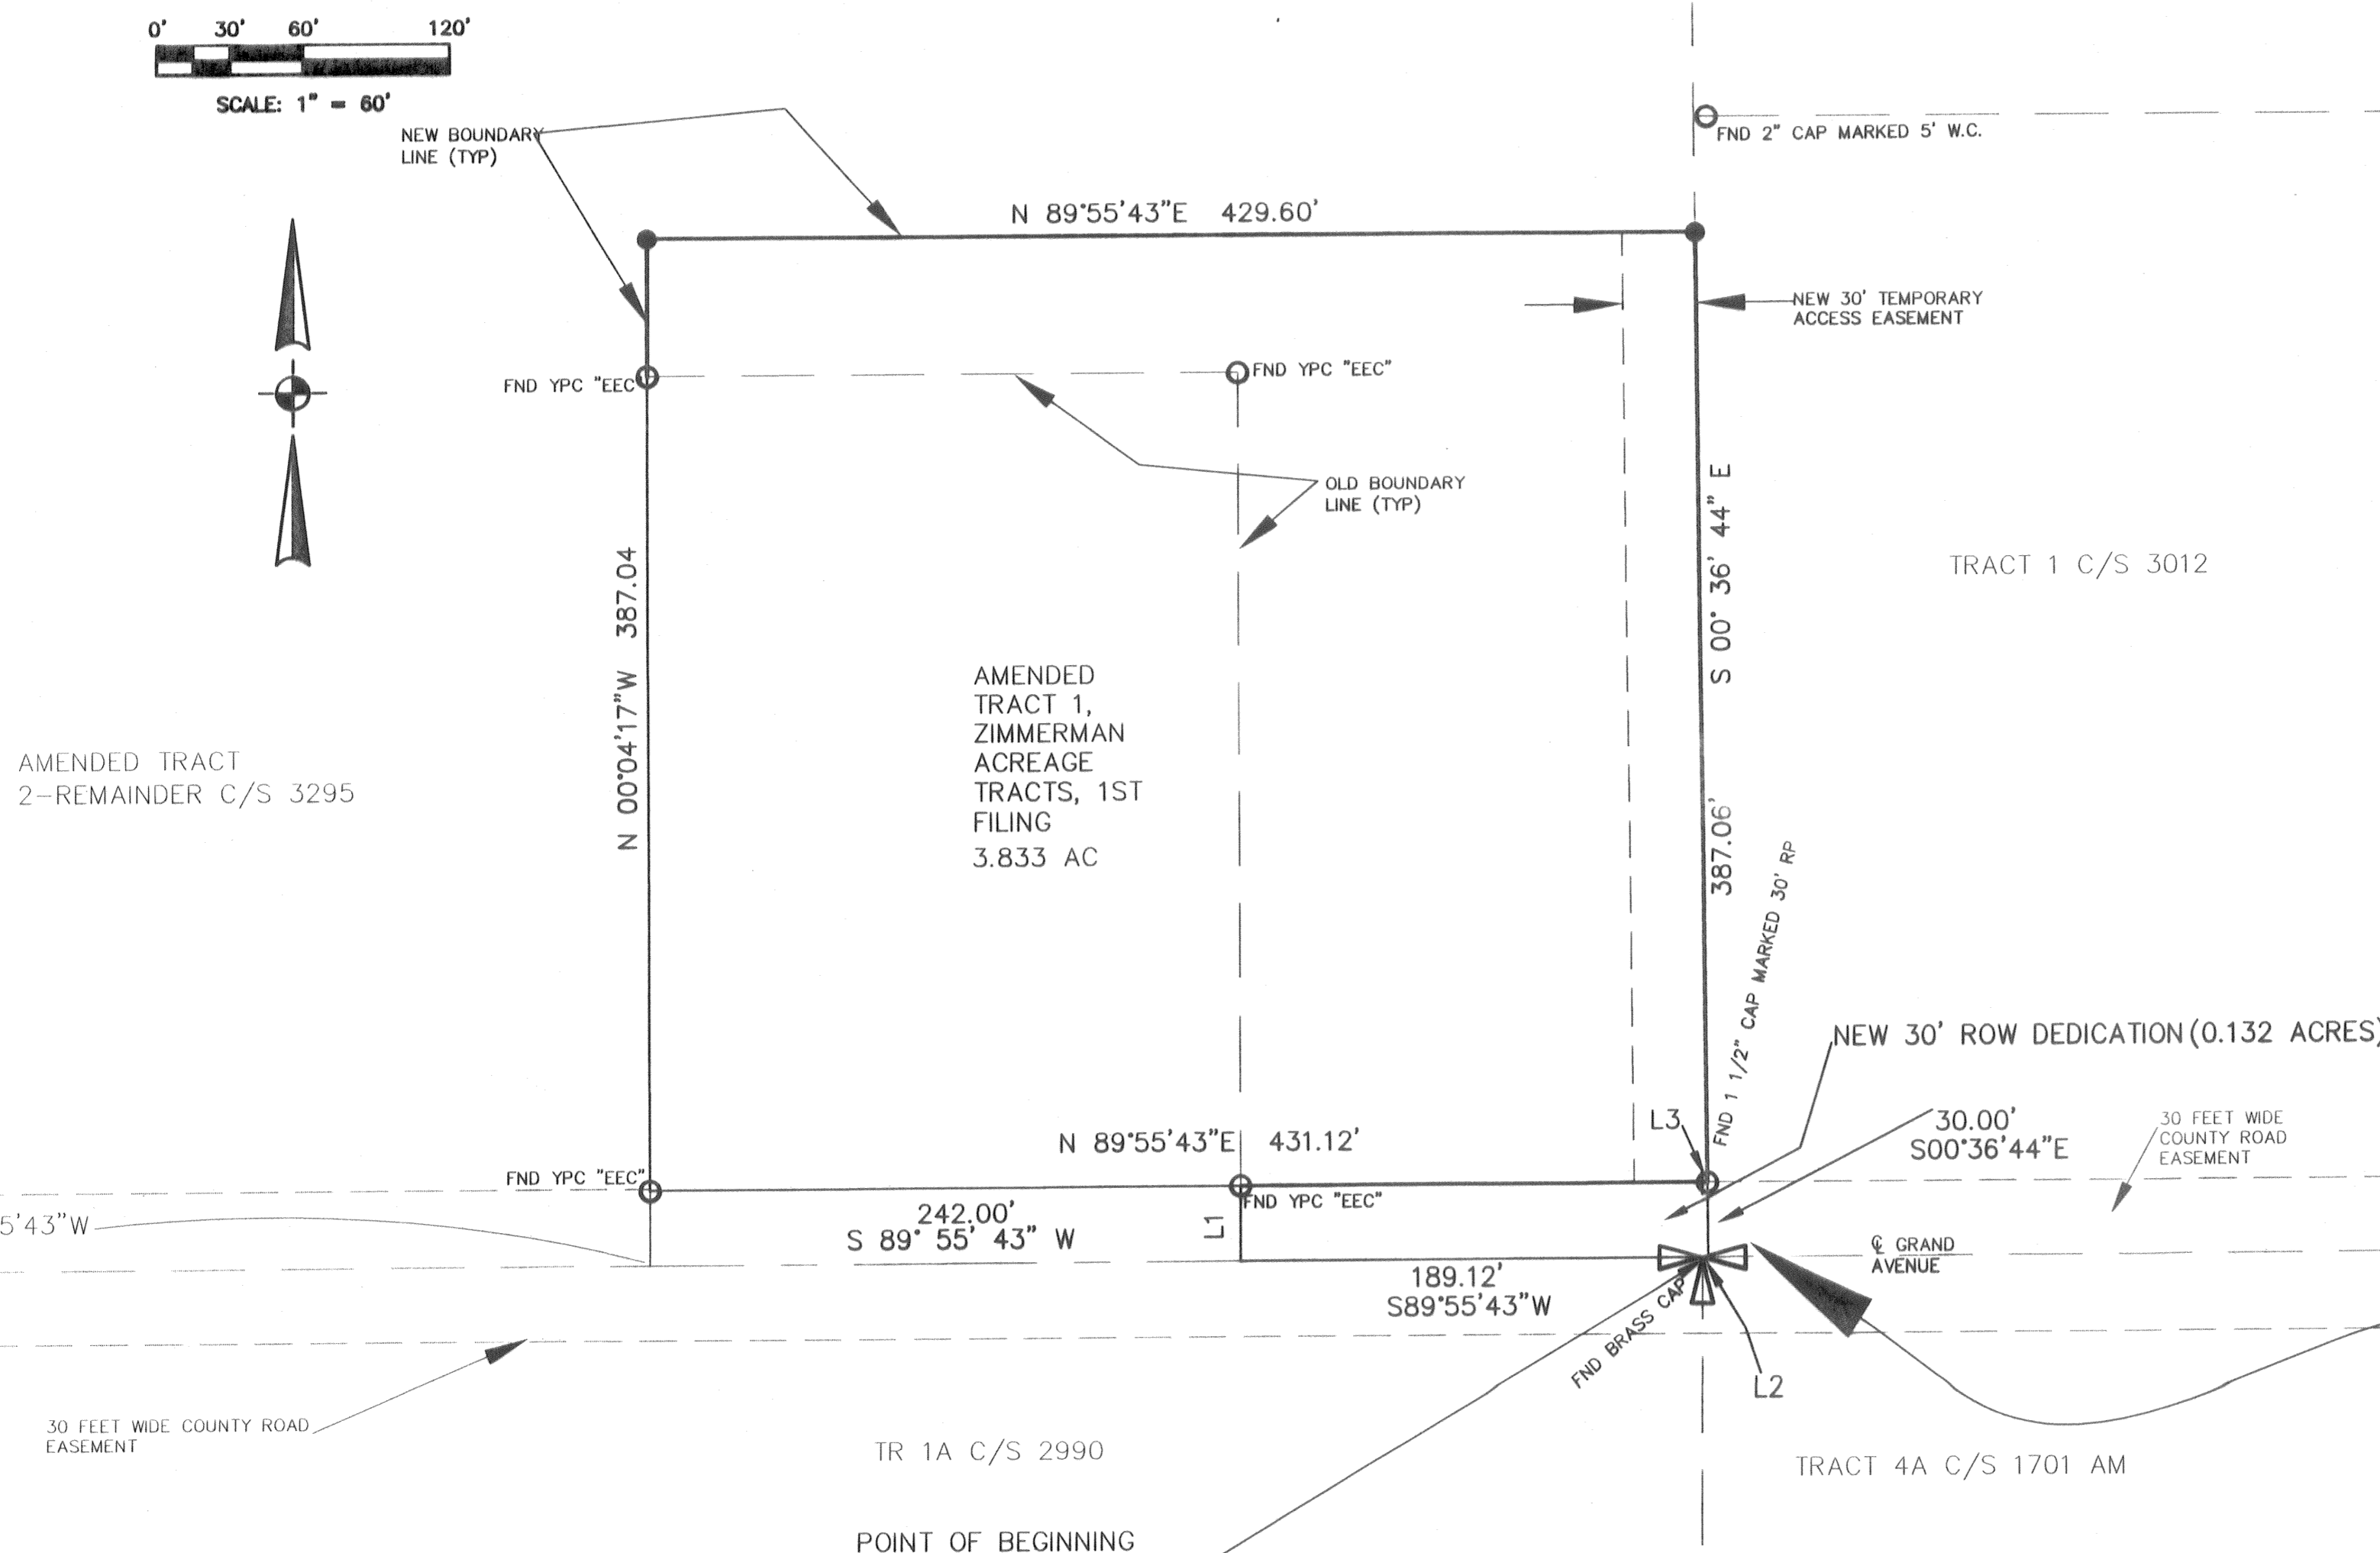 0' 30' 60' 120'
SCALE: 1" = 60'
NEW BOUNDARY
LINE (TYP)
FND 2" CAP MARKED 5' W.C.
N 89°55'43"E 429.60'
NEW 30' TEMPORARY
ACCESS EASEMENT
FND YPC "EEC"
FND YPC "EEC"
OLD BOUNDARY
LINE (TYP)
S 00° 36' 44" E
387.06'
TRACT 1 C/S 3012
N 00°04'17"W 387.04
AMENDED
TRACT 1,
ZIMMERMAN
ACREAGE
TRACTS, 1ST
FILING
3.833 AC
AMENDED TRACT
2-REMAINDER C/S 3295
FND 1 1/2" CAP MARKED 30' RP
NEW 30' ROW DEDICATION (0.132 ACRES)
L3
30.00'
S00°36'44"E
30 FEET WIDE
COUNTY ROAD
EASEMENT
N 89°55'43"E 431.12'
FND YPC "EEC"
FND YPC "EEC"
5'43"W
242.00'
S 89° 55' 43" W
L1
℄ GRAND
AVENUE
189.12'
S89°55'43"W
FND BRASS CAP
L2
30 FEET WIDE COUNTY ROAD
EASEMENT
TR 1A C/S 2990
TRACT 4A C/S 1701 AM
POINT OF BEGINNING